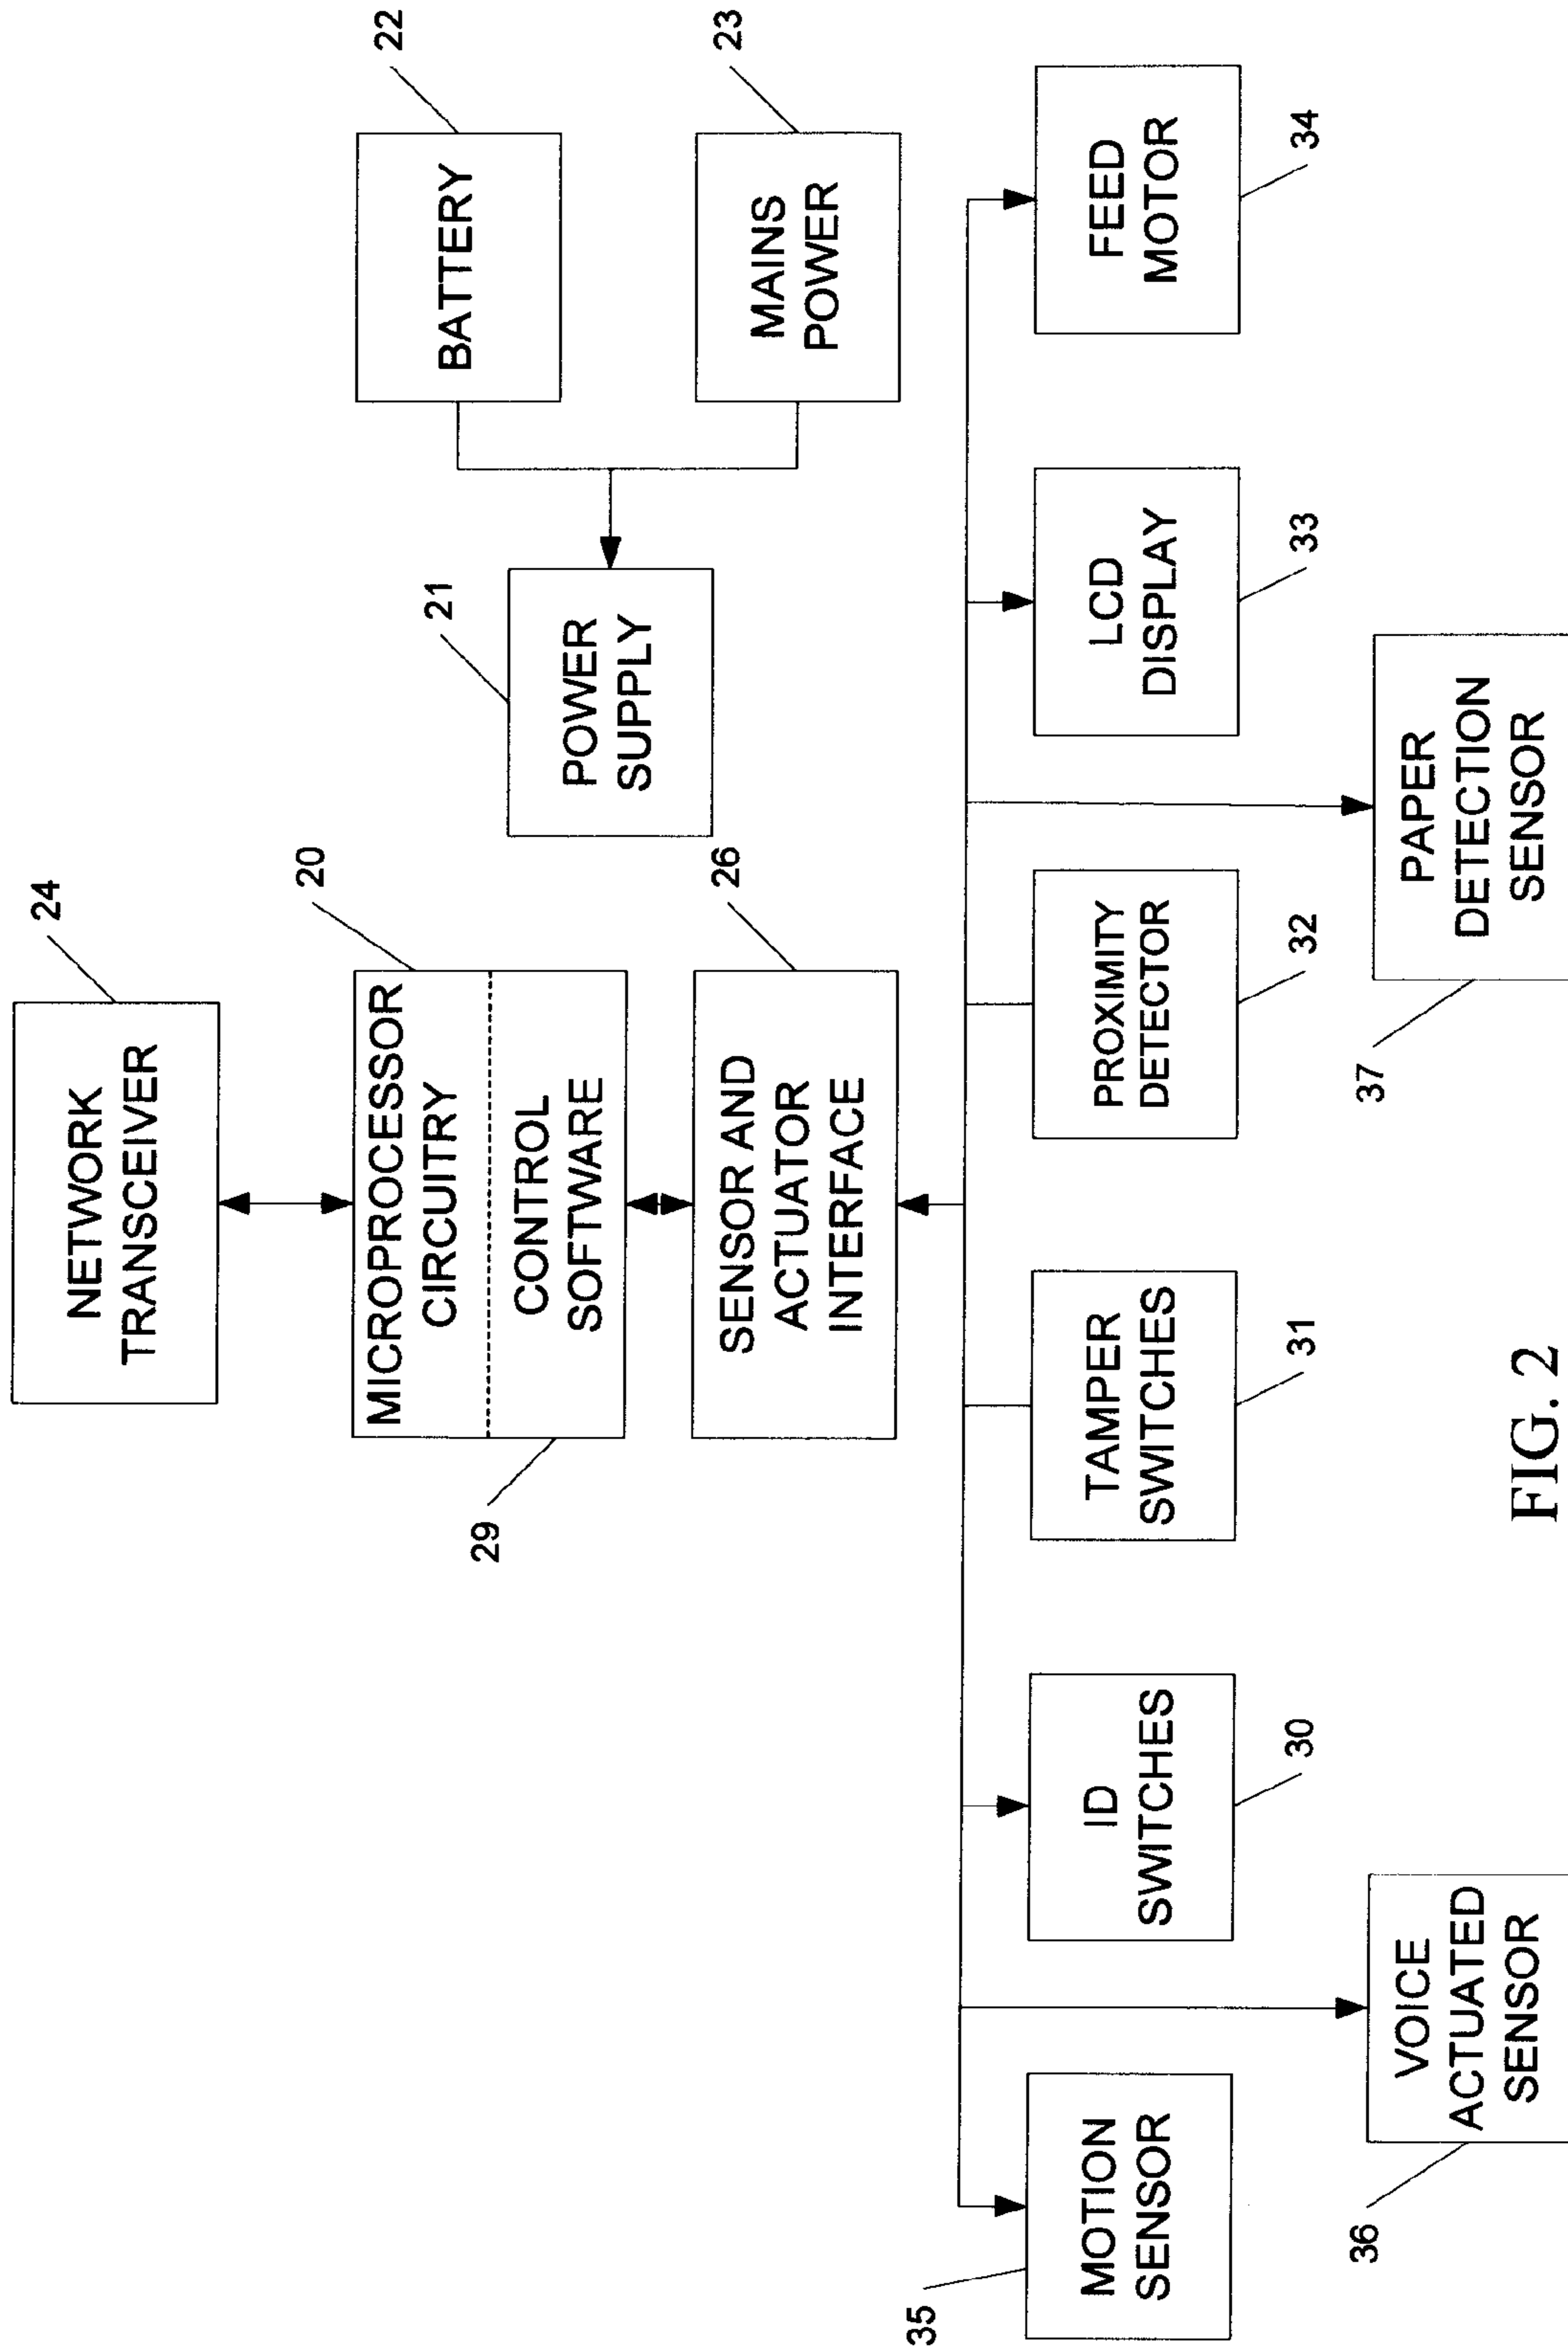 24
NETWORK
TRANSCEIVER
20
MICROPROCESSOR
CIRCUITRY
CONTROL
SOFTWARE
29
26
SENSOR AND
ACTUATOR
INTERFACE
21
POWER
SUPPLY
22
BATTERY
23
MAINS
POWER
35
MOTION
SENSOR
ID
SWITCHES
30
TAMPER
SWITCHES
31
PROXIMITY
DETECTOR
32
LCD
DISPLAY
33
FEED
MOTOR
34
36
VOICE
ACTUATED
SENSOR
37
PAPER
DETECTION
SENSOR
FIG. 2